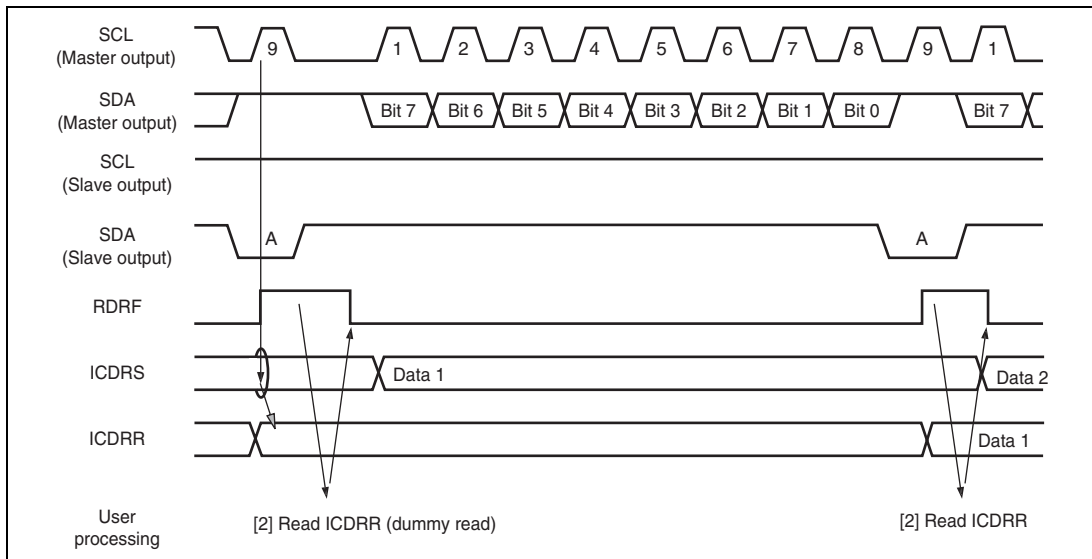 SCL
(Master output)
9
1
2
3
4
5
6
7
8
9
1
SDA
(Master output)
Bit 7
Bit 6
Bit 5
Bit 4
Bit 3
Bit 2
Bit 1
Bit 0
Bit 7
SCL
(Slave output)
SDA
(Slave output)
A
A
RDRF
ICDRS
Data 1
Data 2
ICDRR
Data 1
User
processing
[2] Read ICDRR (dummy read)
[2] Read ICDRR